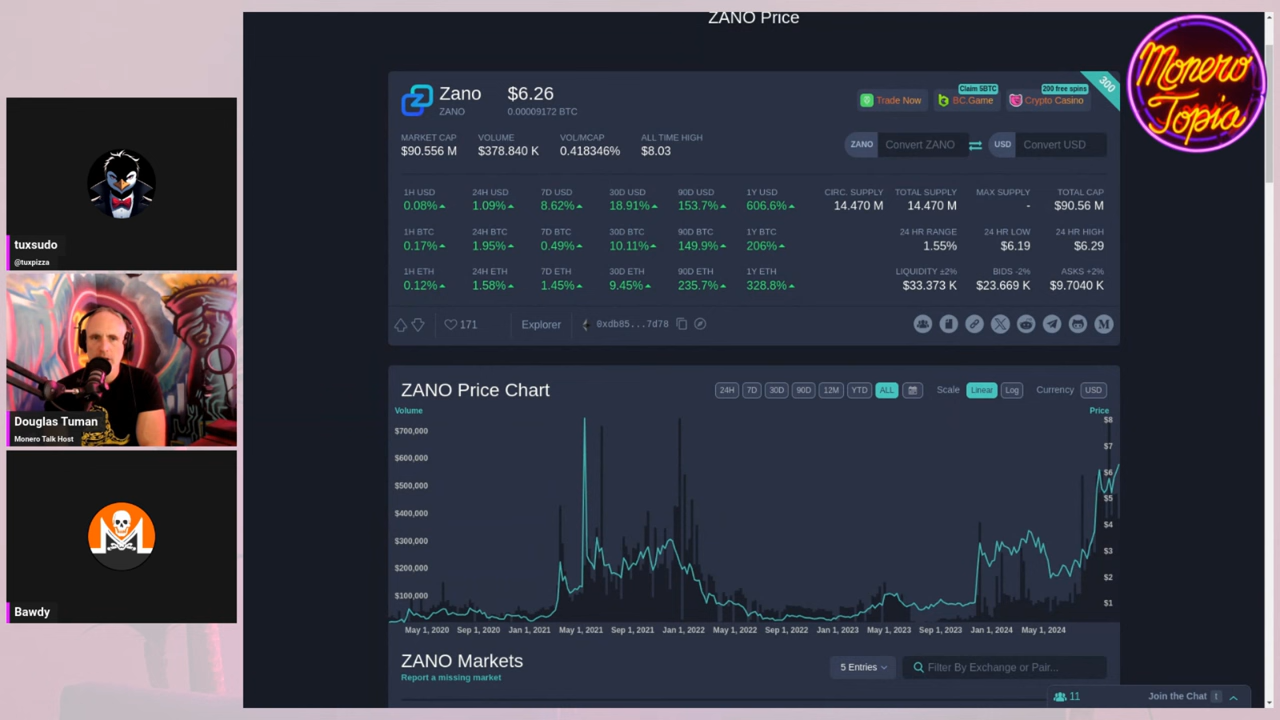 ZANO Price
Monero
Topia
tuxsudo
@tuxpizza
Douglas Tuman
Monero Talk Host
M
Bawdy
Zano
ZANO
$6.26
0.00009172 BTC
Trade Now
Claim 5BTC
BC.Game
200 free spins
Crypto Casino
300
MARKET CAP
$90.556 M
VOLUME
$378.840 K
VOL/MCAP
0.418346%
ALL TIME HIGH
$8.03
ZANO Convert ZANO
USD Convert USD
1H USD 24H USD 7D USD 30D USD 90D USD 1Y USD CIRC. SUPPLY TOTAL SUPPLY MAX SUPPLY TOTAL CAP
0.08% 1.09% 8.62% 18.91% 153.7% 606.6% 14.470 M 14.470 M - $90.56 M
1H BTC 24H BTC 7D BTC 30D BTC 90D BTC 1Y BTC 24 HR RANGE 24 HR LOW 24 HR HIGH
0.17% 1.95% 0.49% 10.11% 149.9% 206% 1.55% $6.19 $6.29
1H ETH 24H ETH 7D ETH 30D ETH 90D ETH 1Y ETH LIQUIDITY ±2% BIDS -2% ASKS +2%
0.12% 1.58% 1.45% 9.45% 235.7% 328.8% $33.373 K $23.669 K $9.7040 K
171 Explorer 0xdb85...7d78
ZANO Price Chart
24H 7D 30D 90D 12M YTD ALL Scale Linear Log Currency USD
Volume Price
$700,000
$600,000
$500,000
$400,000
$300,000
$200,000
$100,000
$8
$7
$6
$5
$4
$3
$2
$1
May 1, 2020 Sep 1, 2020 Jan 1, 2021 May 1, 2021 Sep 1, 2021 Jan 1, 2022 May 1, 2022 Sep 1, 2022 Jan 1, 2023 May 1, 2023 Sep 1, 2023 Jan 1, 2024 May 1, 2024
ZANO Markets
Report a missing market
5 Entries
Filter By Exchange or Pair...
11 Join the Chat t